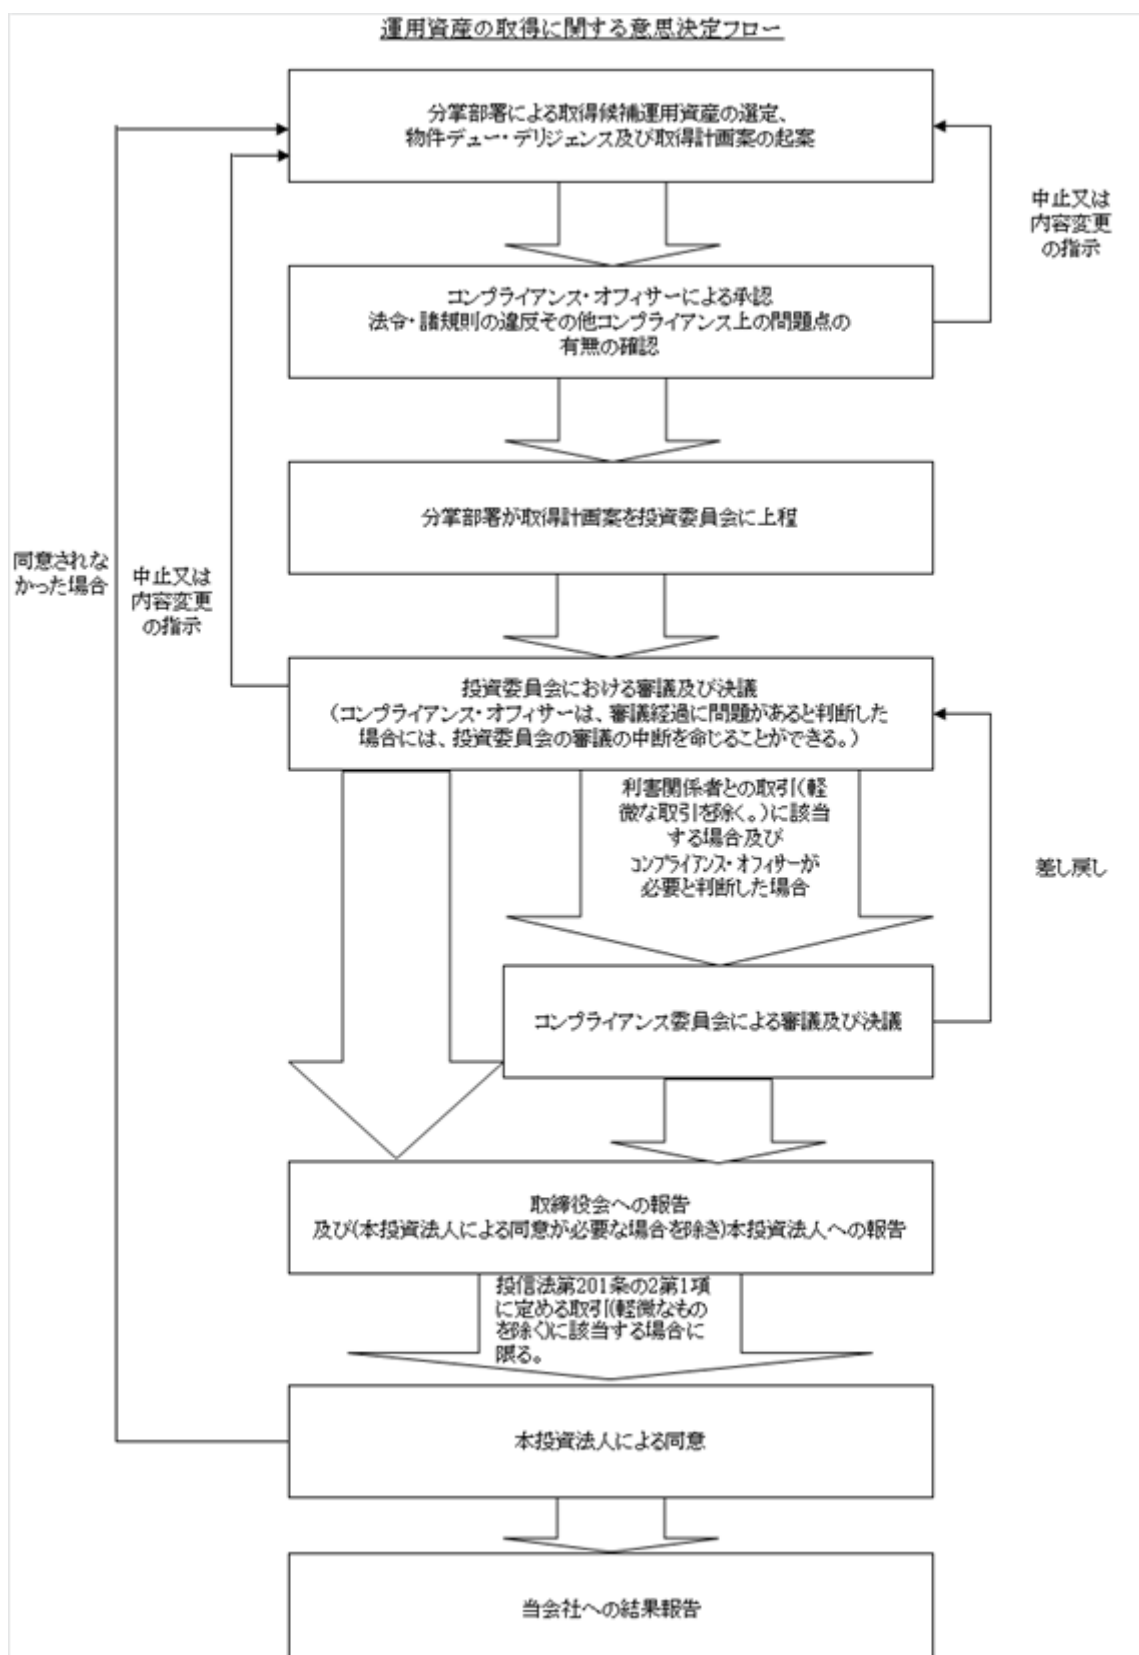 運用資産の取得に関する意思決定フロー
分掌部署による取得候補運用資産の選定、
物件デュー・デリジェンス及び取得計画案の起案
中止又は
内容変更
の指示
コンプライアンス・オフィサーによる承認
法令・諸規則の違反その他コンプライアンス上の問題点の
有無の確認
分掌部署が取得計画案を投資委員会に上程
同意されな
かった場合
中止又は
内容変更
の指示
投資委員会における審議及び決議
（コンプライアンス・オフィサーは、審議経過に問題があると判断した
場合には、投資委員会の審議の中断を命じることができる。）
利害関係者との取引（軽
微な取引を除く。）に該当
する場合及び
コンプライアンス・オフィサーが
必要と判断した場合
差し戻し
コンプライアンス委員会による審議及び決議
取締役会への報告
及び(本投資法人による同意が必要な場合を除き)本投資法人への報告
投信法第201条の2第1項
に定める取引(軽微なもの
を除く)に該当する場合に
限る。
本投資法人による同意
当会社への結果報告